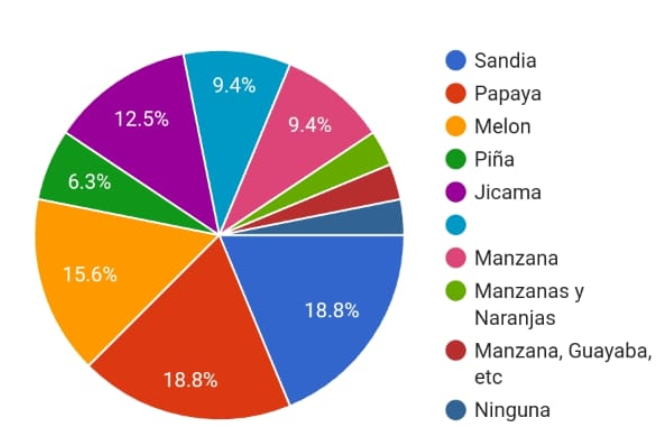 9.4%
9.4%
12.5%
6.3%
15.6%
18.8%
18.8%
Sandia
Papaya
Melon
Piña
Jicama
Manzana
Manzanas y
Naranjas
Manzana, Guayaba,
etc
Ninguna